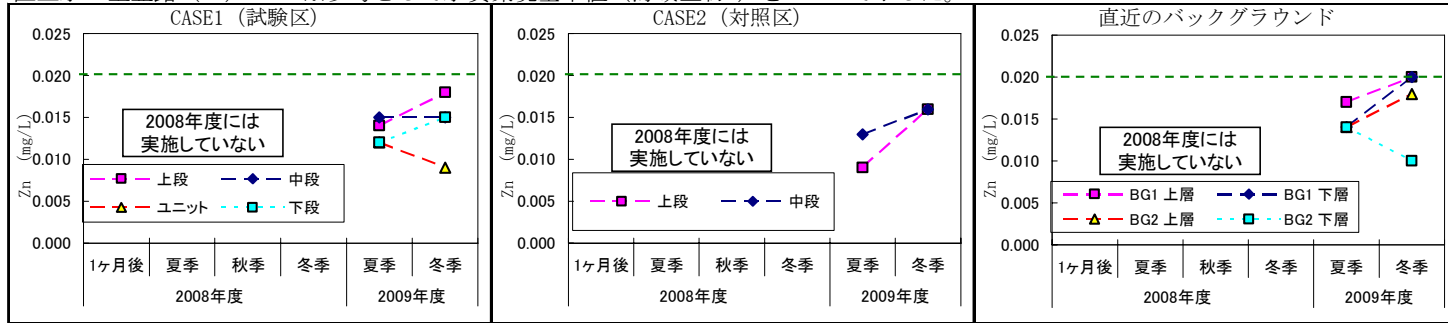 CASE1 (試験区)
0.025
0.020
0.015
0.010
0.005
0.000
Zn (mg/L)
2008年度には
実施していない
上段
中段
ユニット
下段
1ヶ月後 夏季 秋季 冬季 夏季 冬季
2008年度 2009年度
CASE2 (対照区)
0.025
0.020
0.015
0.010
0.005
0.000
Zn (mg/L)
2008年度には
実施していない
上段
中段
1ヶ月後 夏季 秋季 冬季 夏季 冬季
2008年度 2009年度
直近のバックグラウンド
0.025
0.020
0.015
0.010
0.005
0.000
Zn (mg/L)
2008年度には
実施していない
BG1 上層
BG1 下層
BG2 上層
BG2 下層
1ヶ月後 夏季 秋季 冬季 夏季 冬季
2008年度 2009年度